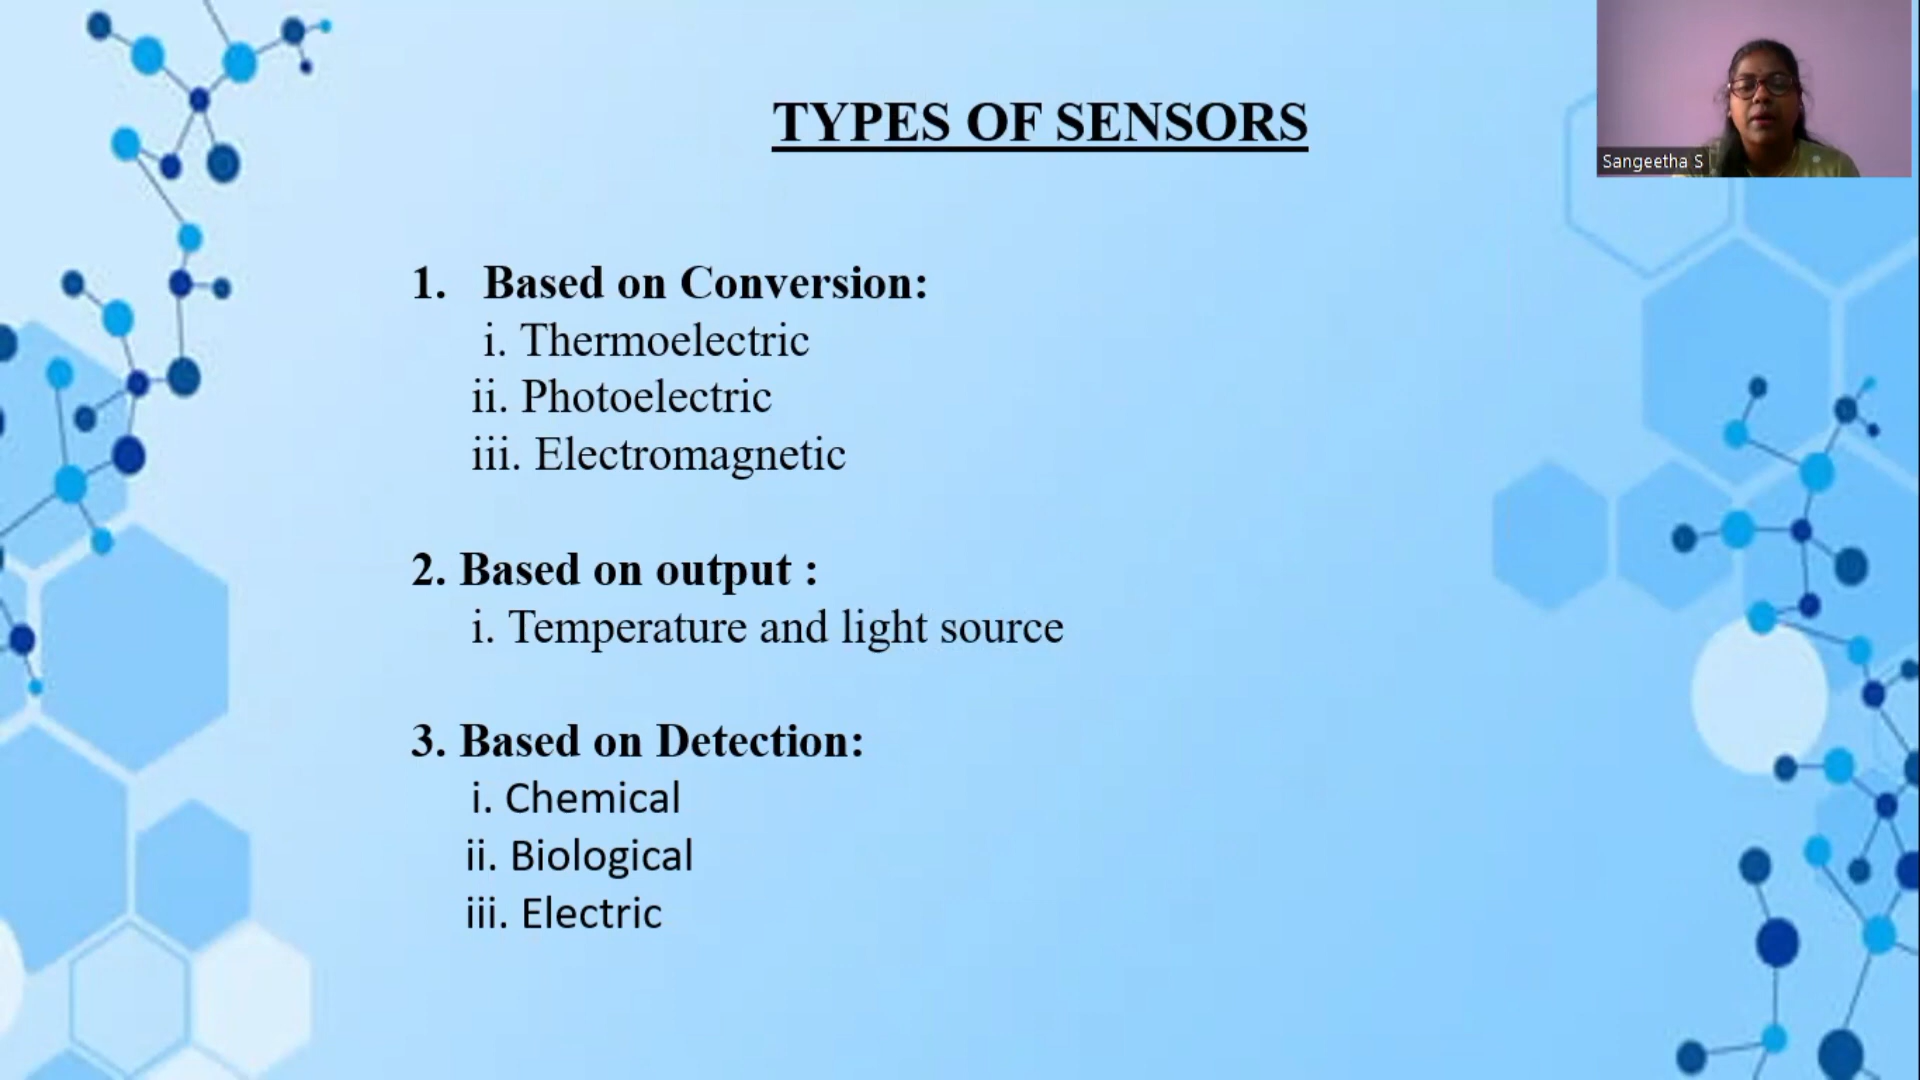 TYPES OF SENSORS
Sangeetha S
1. Based on Conversion:
i. Thermoelectric
ii. Photoelectric
iii. Electromagnetic
2. Based on output :
i. Temperature and light source
3. Based on Detection:
i. Chemical
ii. Biological
iii. Electric